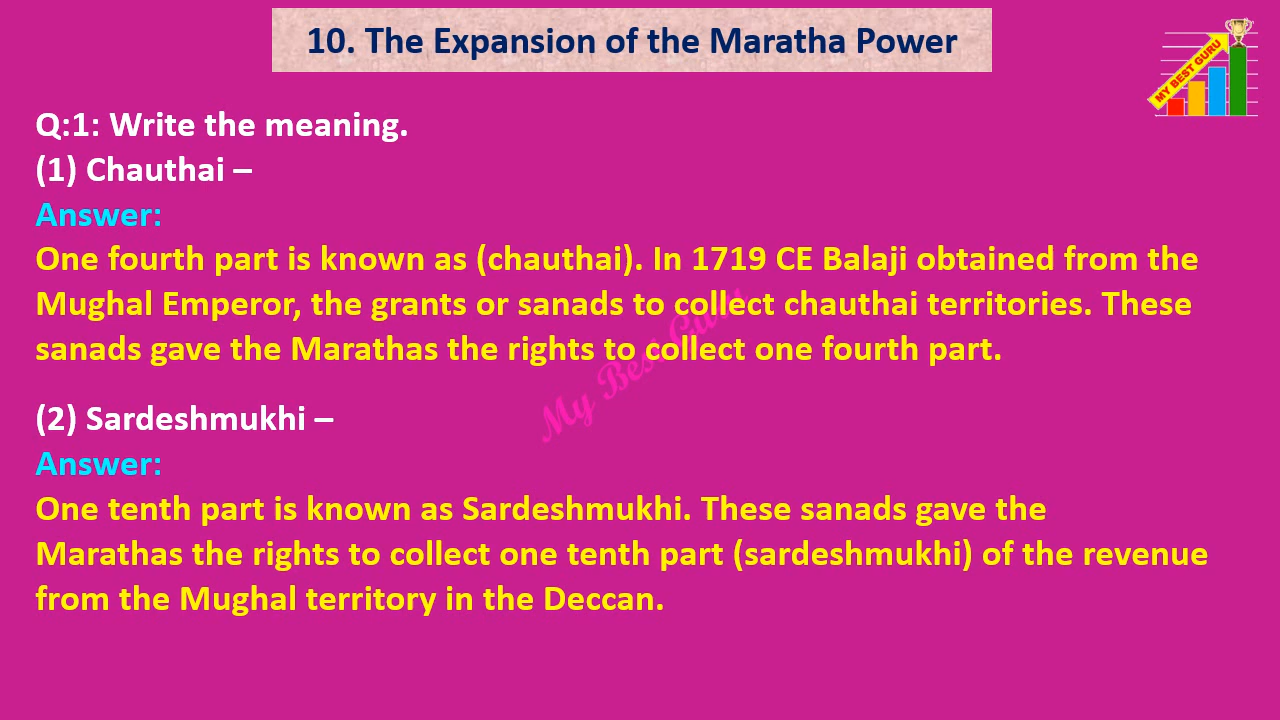 10. The Expansion of the Maratha Power
MY BEST GURU
Q:1: Write the meaning.
(1) Chauthai –
Answer:
One fourth part is known as (chauthai). In 1719 CE Balaji obtained from the
Mughal Emperor, the grants or sanads to collect chauthai territories. These
sanads gave the Marathas the rights to collect one fourth part.
My Best Guru
(2) Sardeshmukhi –
Answer:
One tenth part is known as Sardeshmukhi. These sanads gave the
Marathas the rights to collect one tenth part (sardeshmukhi) of the revenue
from the Mughal territory in the Deccan.